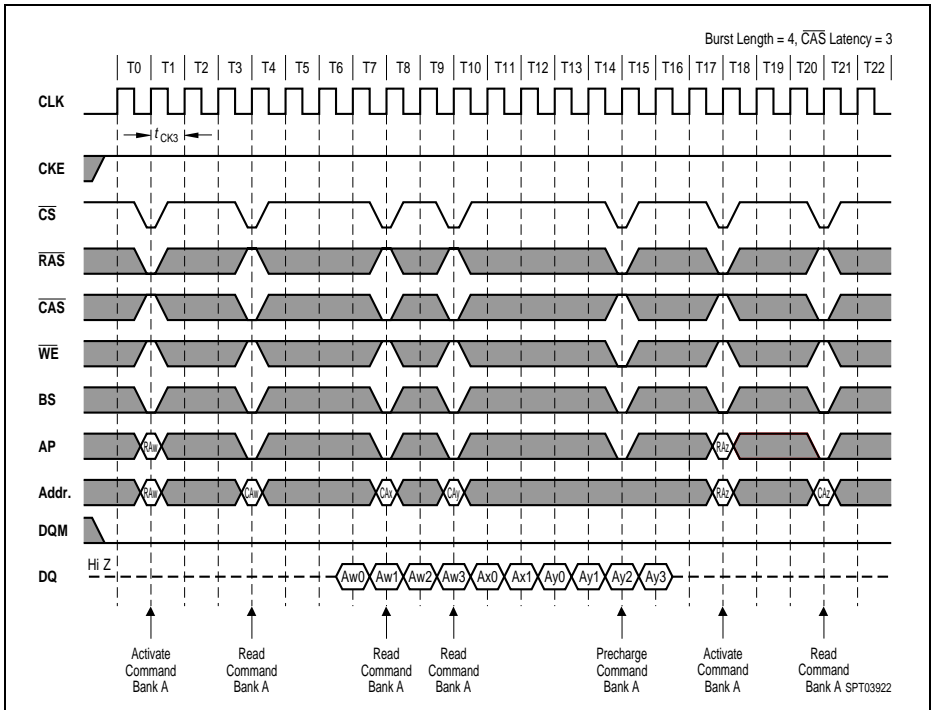 Burst Length = 4, CAS Latency = 3
T0 T1 T2 T3 T4 T5 T6 T7 T8 T9 T10 T11 T12 T13 T14 T15 T16 T17 T18 T19 T20 T21 T22
CLK
t CK3
CKE
CS
RAS
CAS
WE
BS
AP RAw RAz
Addr. RAw CAw CAx CAy RAz CAz
DQM
Hi Z
DQ Aw0 Aw1 Aw2 Aw3 Ax0 Ax1 Ay0 Ay1 Ay2 Ay3
Activate Read Read Read Precharge Activate Read
Command Command Command Command Command Command Command
Bank A Bank A Bank A Bank A Bank A Bank A Bank A SPT03922